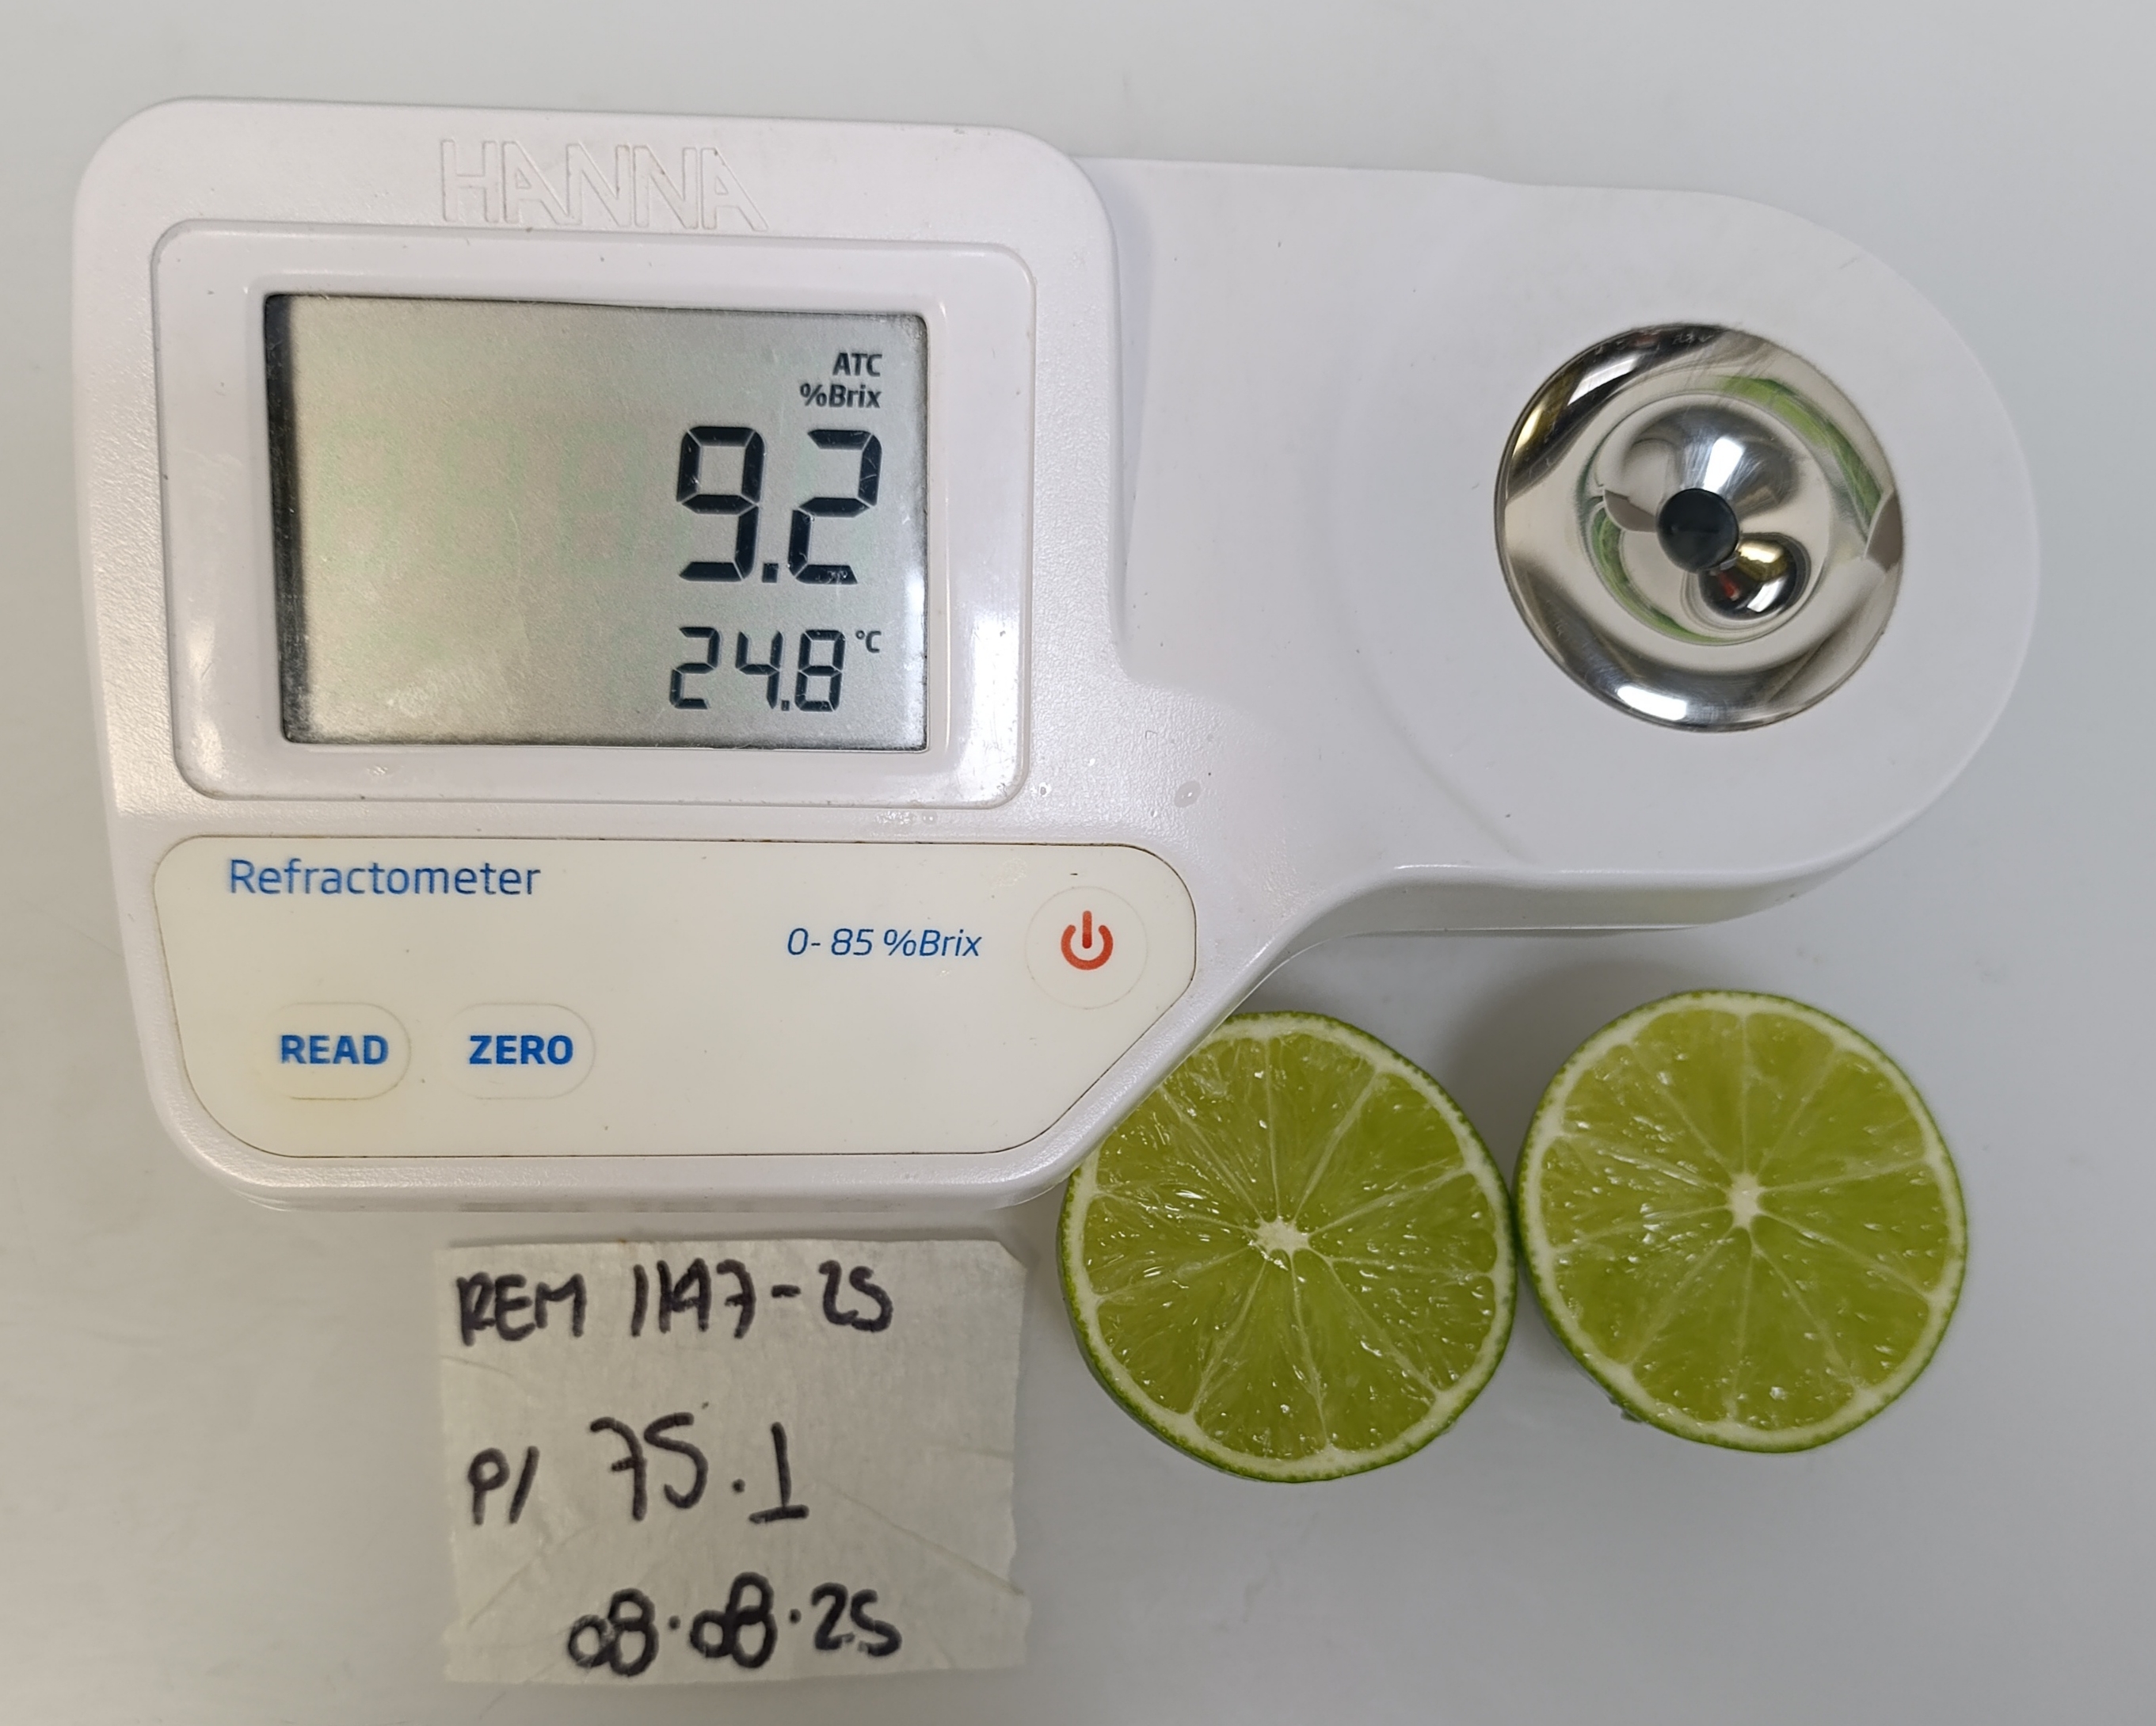 HANNA
ATC
%Brix
9.2
24.8 °C
Refractometer
0-85 %Brix
READ
ZERO
REM 1147-25
P/ 75.1
08.08.25